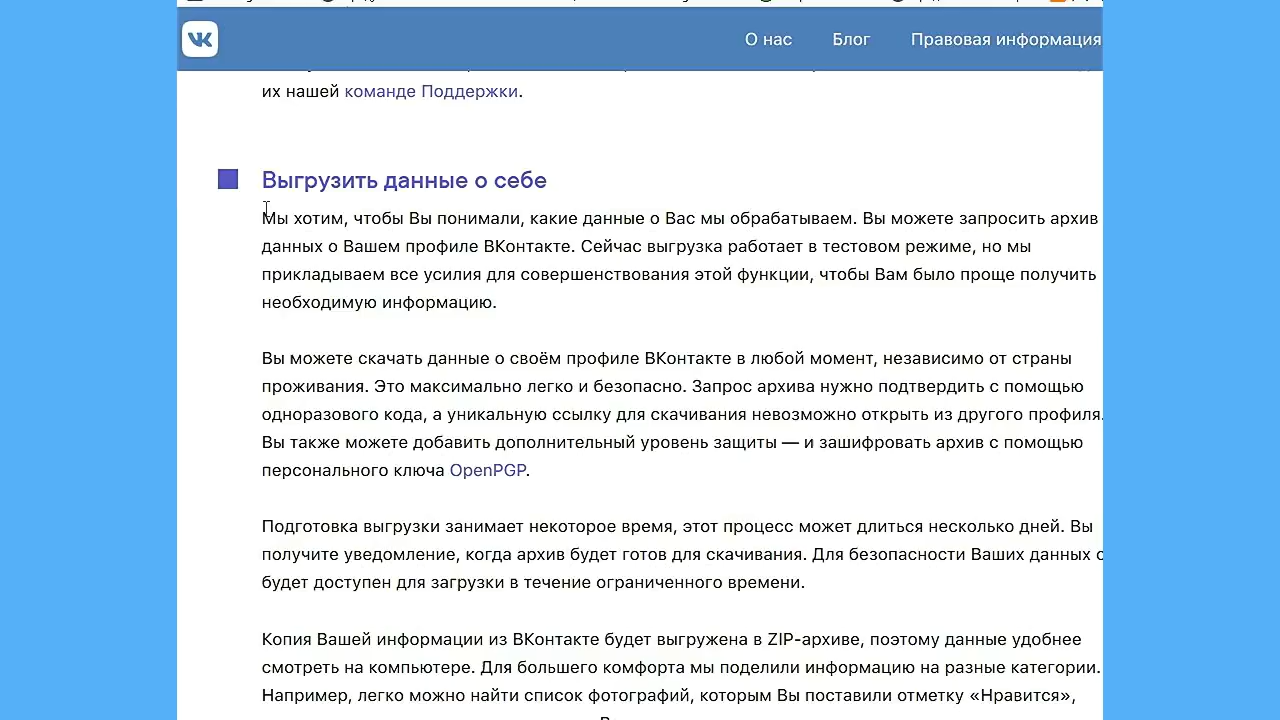 О нас Блог Правовая информация
их нашей команде Поддержки.
Выгрузить данные о себе
Мы хотим, чтобы Вы понимали, какие данные о Вас мы обрабатываем. Вы можете запросить архив
данных о Вашем профиле ВКонтакте. Сейчас выгрузка работает в тестовом режиме, но мы
прикладываем все усилия для совершенствования этой функции, чтобы Вам было проще получить
необходимую информацию.
Вы можете скачать данные о своём профиле ВКонтакте в любой момент, независимо от страны
проживания. Это максимально легко и безопасно. Запрос архива нужно подтвердить с помощью
одноразового кода, а уникальную ссылку для скачивания невозможно открыть из другого профиля.
Вы также можете добавить дополнительный уровень защиты — и зашифровать архив с помощью
персонального ключа OpenPGP.
Подготовка выгрузки занимает некоторое время, этот процесс может длиться несколько дней. Вы
получите уведомление, когда архив будет готов для скачивания. Для безопасности Ваших данных
будет доступен для загрузки в течение ограниченного времени.
Копия Вашей информации из ВКонтакте будет выгружена в ZIP-архиве, поэтому данные удобнее
смотреть на компьютере. Для большего комфорта мы поделили информацию на разные категории.
Например, легко можно найти список фотографий, которым Вы поставили отметку «Нравится»,